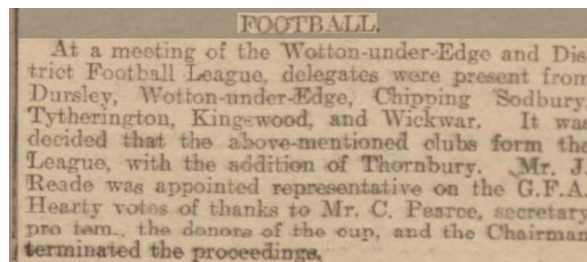 FOOTBALL.
At a meeting of the Wotton-under-Edge and Dis-
trict Football League, delegates were present from
Dursley, Wotton-under-Edge, Chipping Sodbury,
Tytherington, Kingswood, and Wickwar. It was
decided that the above-mentioned clubs form the
League, with the addition of Thornbury. Mr. J.
Reade was appointed representative on the G.F.A.
Hearty votes of thanks to Mr. C. Pearce, secretary
pro tem., the donors of the cup, and the Chairman
terminated the proceedings.